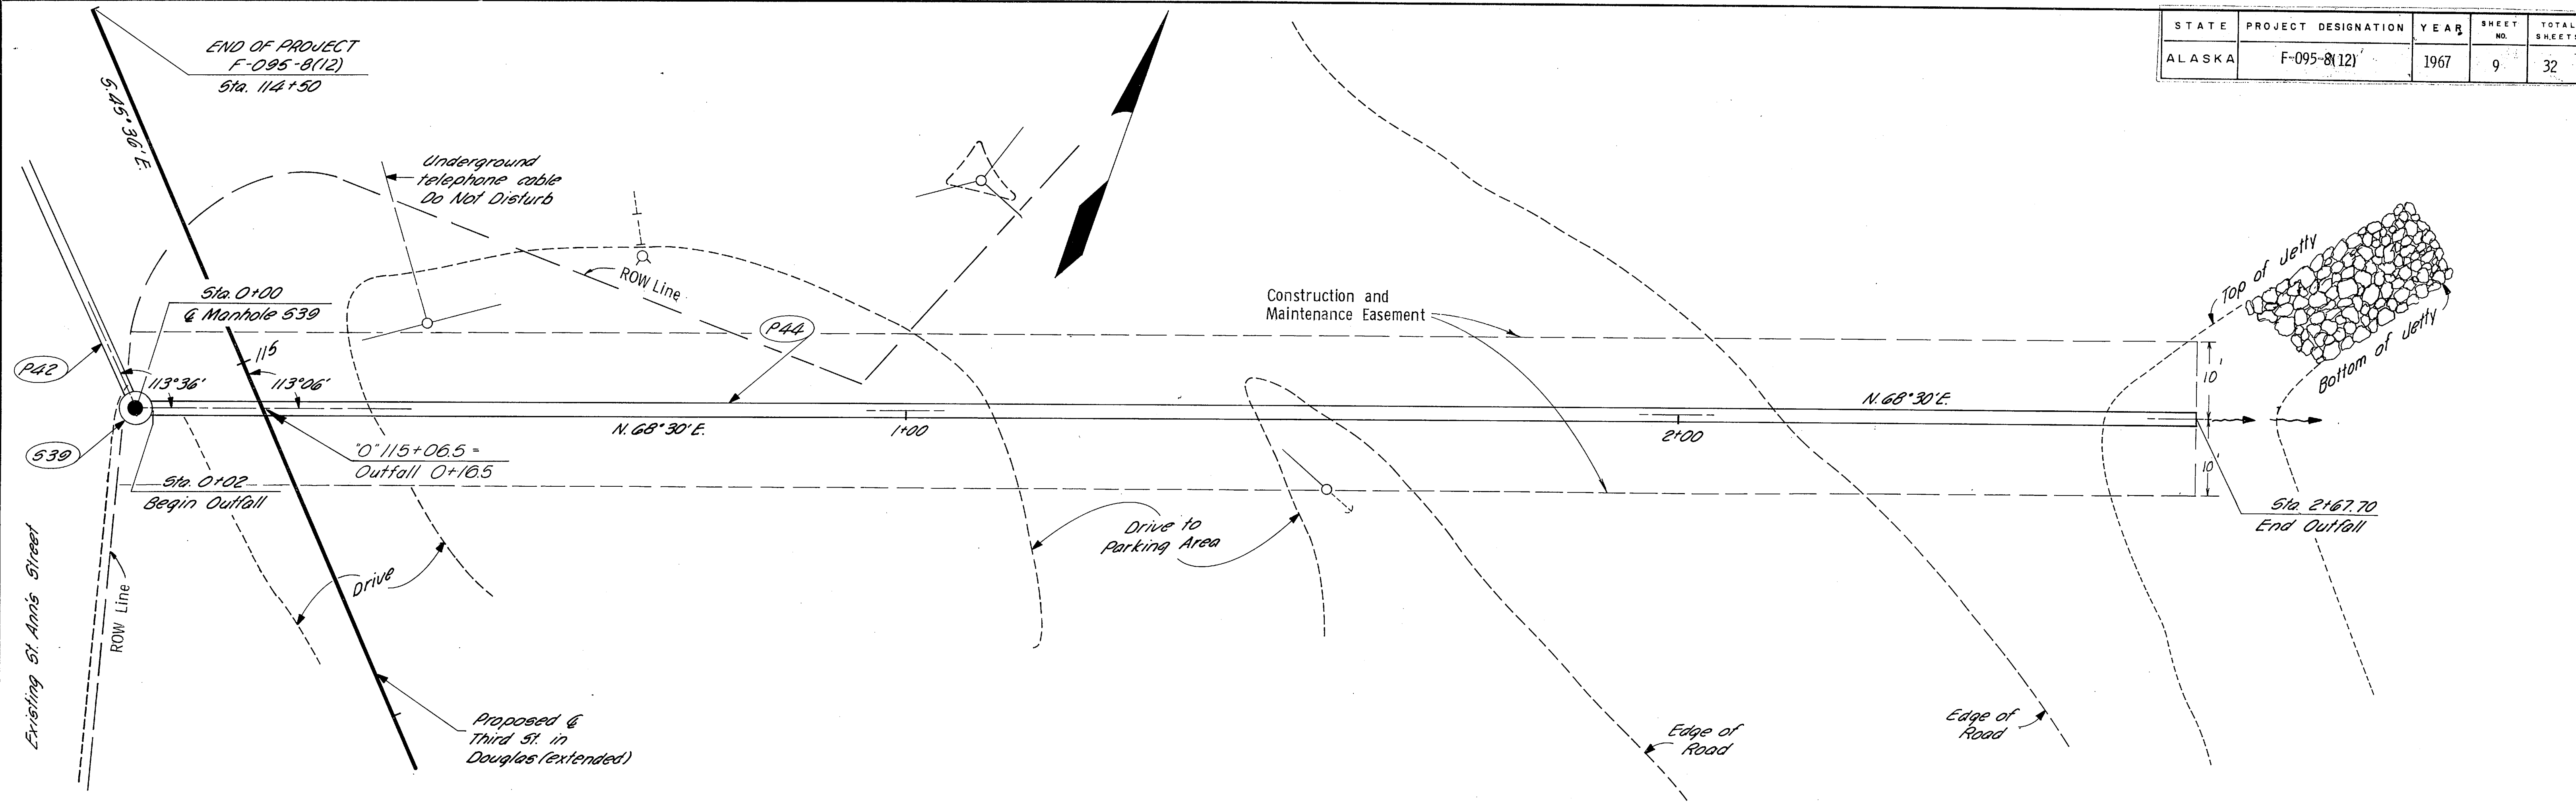 STATE PROJECT DESIGNATION YEAR SHEET NO. TOTAL SHEETS
ALASKA F-095-8(12) 1967 9 32
END OF PROJECT
F-095-8(12)
Sta. 114+50
S.45°36'E.
Underground
telephone cable
Do Not Disturb
ROW Line
Sta. 0+00
℄ Manhole S39
P42
113°36'
115
113°06'
P44
Construction and
Maintenance Easement
Top of Jetty
Bottom of Jetty
10'
N.68°30'E.
S39
N.68°30'E.
1+00
2+00
"O" 115+06.5 =
Outfall 0+16.5
Sta. 0+02
Begin Outfall
10'
Sta. 2+67.70
End Outfall
Drive to
Parking Area
Existing St. Ann's Street
ROW Line
Drive
Proposed ℄
Third St. in
Douglas (extended)
Edge of
Road
Edge of
Road